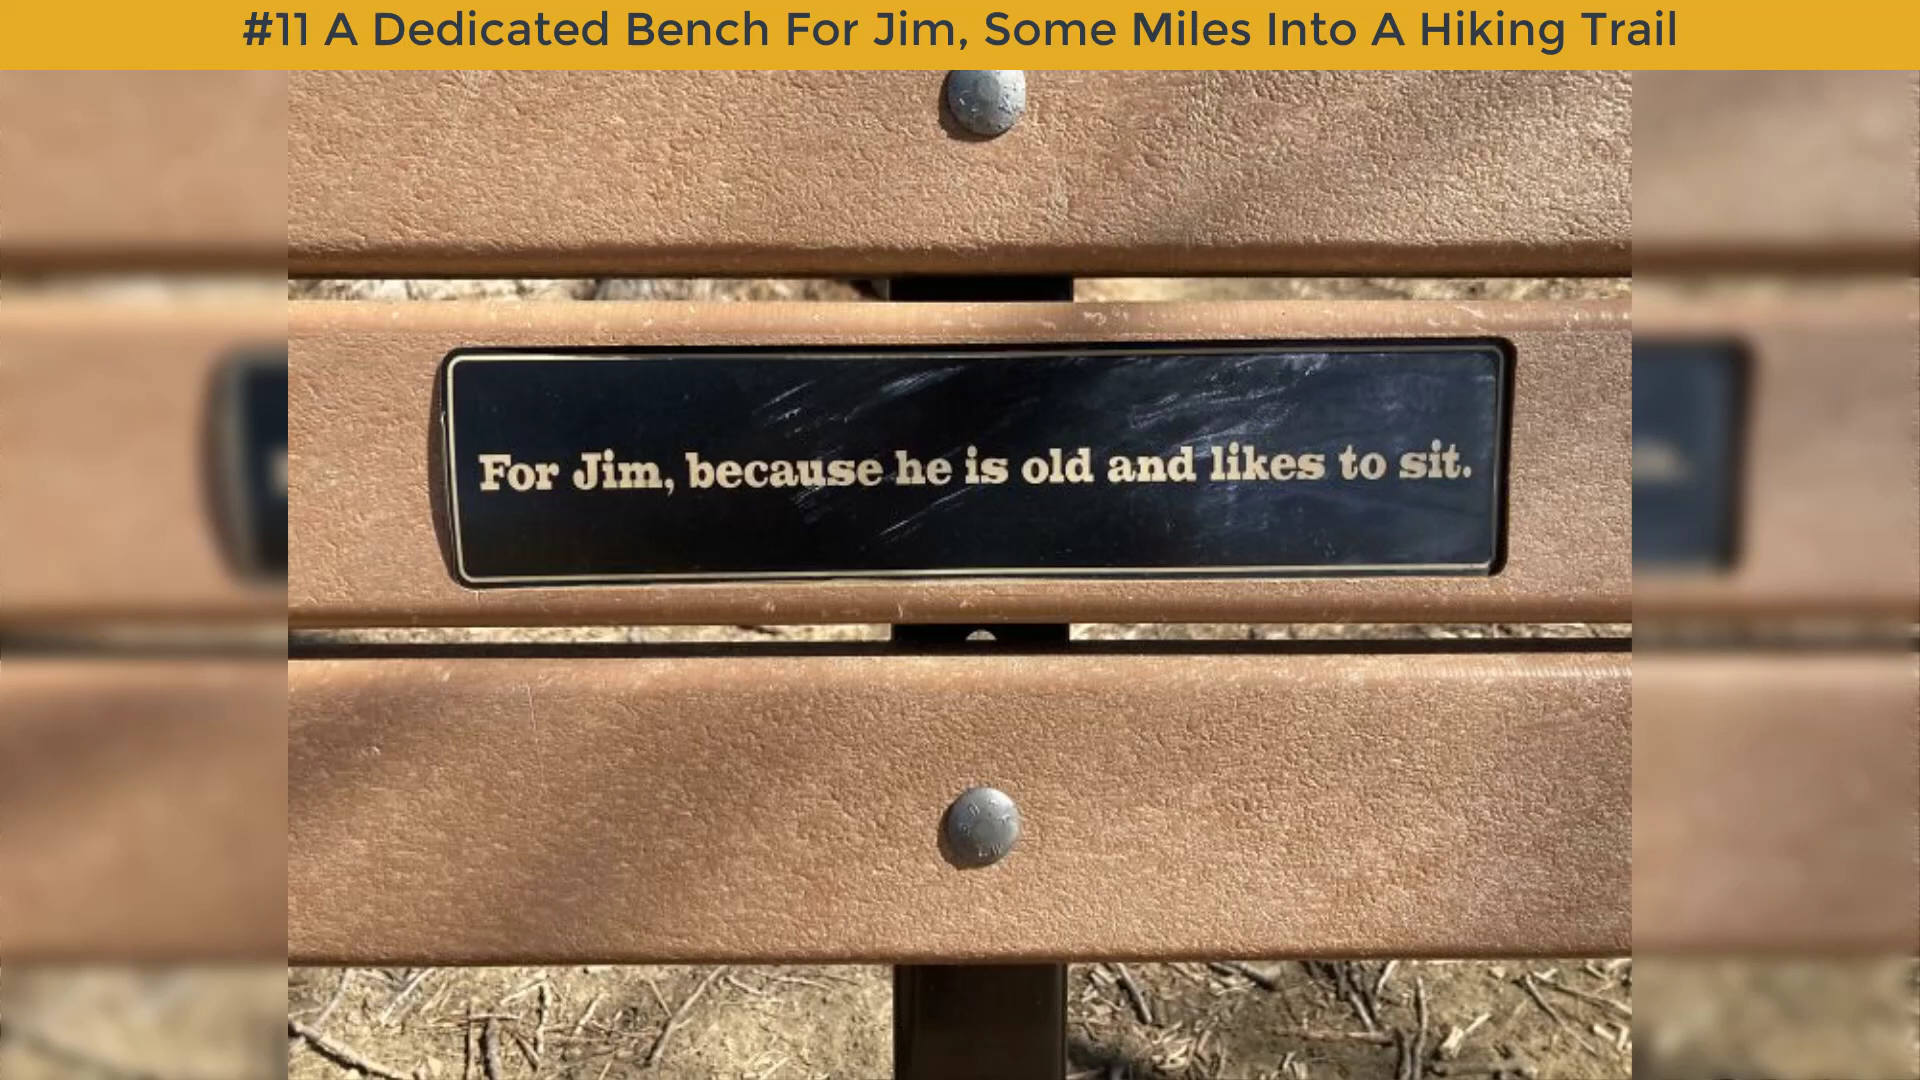 #11 A Dedicated Bench For Jim, Some Miles Into A Hiking Trail
For Jim, because he is old and likes to sit.